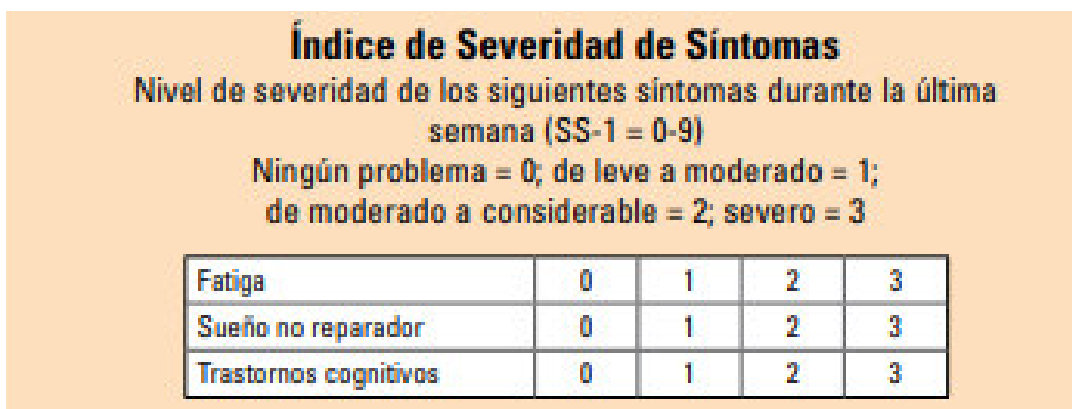 Índice de Severidad de Síntomas
Nivel de severidad de los siguientes síntomas durante la última
semana (SS-1 = 0-9)
Ningún problema = 0; de leve a moderado = 1;
de moderado a considerable = 2; severo = 3
Fatiga 0 1 2 3
Sueño no reparador 0 1 2 3
Trastornos cognitivos 0 1 2 3